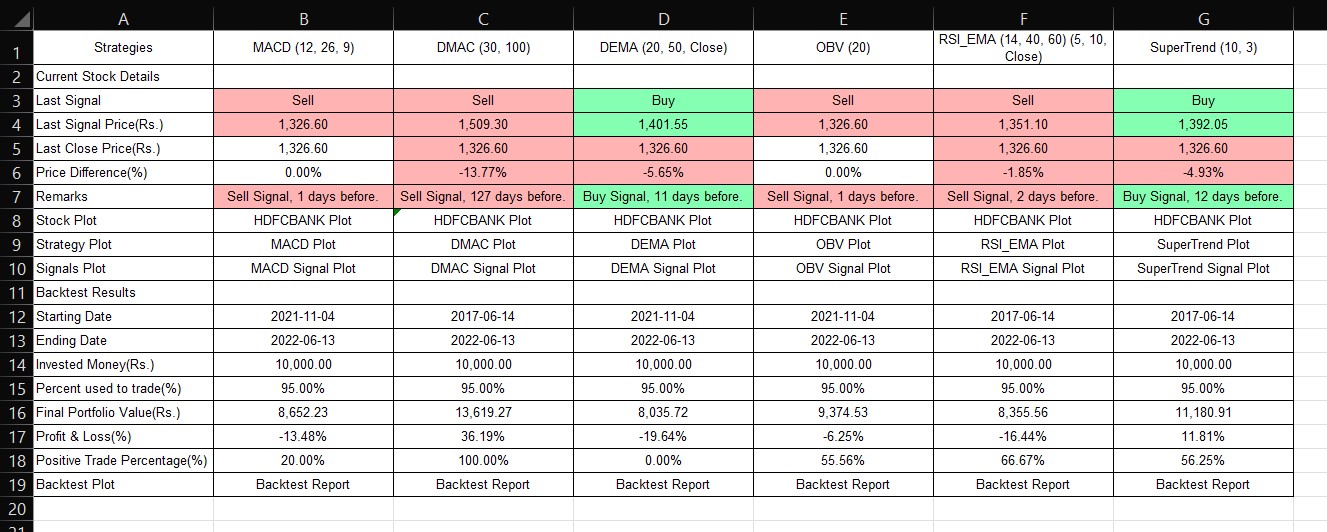 A B C D E F G
1 Strategies MACD (12, 26, 9) DMAC (30, 100) DEMA (20, 50, Close) OBV (20) RSI_EMA (14, 40, 60) (5, 10, Close) SuperTrend (10, 3)
2 Current Stock Details
3 Last Signal Sell Sell Buy Sell Sell Buy
4 Last Signal Price(Rs.) 1,326.60 1,509.30 1,401.55 1,326.60 1,351.10 1,392.05
5 Last Close Price(Rs.) 1,326.60 1,326.60 1,326.60 1,326.60 1,326.60 1,326.60
6 Price Difference(%) 0.00% -13.77% -5.65% 0.00% -1.85% -4.93%
7 Remarks Sell Signal, 1 days before. Sell Signal, 127 days before. Buy Signal, 11 days before. Sell Signal, 1 days before. Sell Signal, 2 days before. Buy Signal, 12 days before.
8 Stock Plot HDFCBANK Plot HDFCBANK Plot HDFCBANK Plot HDFCBANK Plot HDFCBANK Plot HDFCBANK Plot
9 Strategy Plot MACD Plot DMAC Plot DEMA Plot OBV Plot RSI_EMA Plot SuperTrend Plot
10 Signals Plot MACD Signal Plot DMAC Signal Plot DEMA Signal Plot OBV Signal Plot RSI_EMA Signal Plot SuperTrend Signal Plot
11 Backtest Results
12 Starting Date 2021-11-04 2017-06-14 2021-11-04 2021-11-04 2017-06-14 2017-06-14
13 Ending Date 2022-06-13 2022-06-13 2022-06-13 2022-06-13 2022-06-13 2022-06-13
14 Invested Money(Rs.) 10,000.00 10,000.00 10,000.00 10,000.00 10,000.00 10,000.00
15 Percent used to trade(%) 95.00% 95.00% 95.00% 95.00% 95.00% 95.00%
16 Final Portfolio Value(Rs.) 8,652.23 13,619.27 8,035.72 9,374.53 8,355.56 11,180.91
17 Profit & Loss(%) -13.48% 36.19% -19.64% -6.25% -16.44% 11.81%
18 Positive Trade Percentage(%) 20.00% 100.00% 0.00% 55.56% 66.67% 56.25%
19 Backtest Plot Backtest Report Backtest Report Backtest Report Backtest Report Backtest Report Backtest Report
20
21